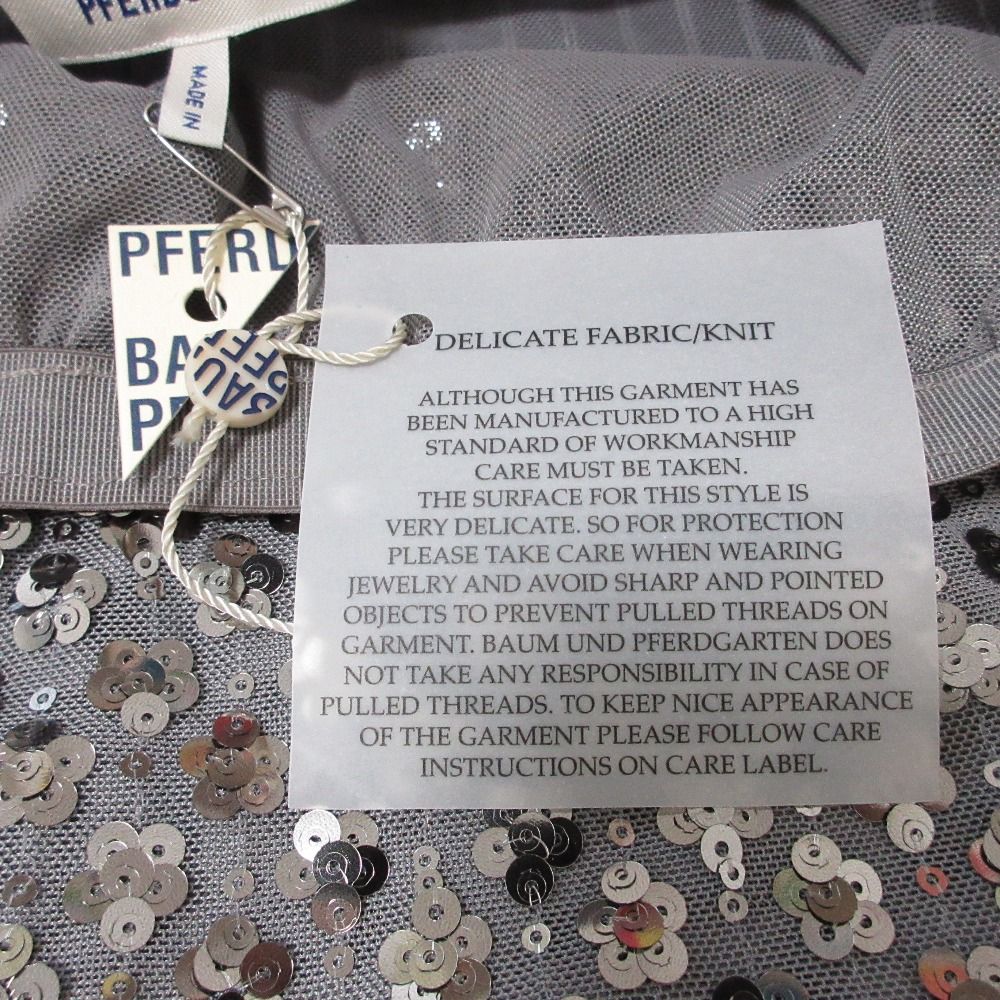 MADE IN
PFERD
BA
BAU
PFE
DELICATE FABRIC/KNIT
ALTHOUGH THIS GARMENT HAS
BEEN MANUFACTURED TO A HIGH
STANDARD OF WORKMANSHIP
CARE MUST BE TAKEN.
THE SURFACE FOR THIS STYLE IS
VERY DELICATE. SO FOR PROTECTION
PLEASE TAKE CARE WHEN WEARING
JEWELRY AND AVOID SHARP AND POINTED
OBJECTS TO PREVENT PULLED THREADS ON
GARMENT. BAUM UND PFERDGARTEN DOES
NOT TAKE ANY RESPONSIBILITY IN CASE OF
PULLED THREADS. TO KEEP NICE APPEARANCE
OF THE GARMENT PLEASE FOLLOW CARE
INSTRUCTIONS ON CARE LABEL.